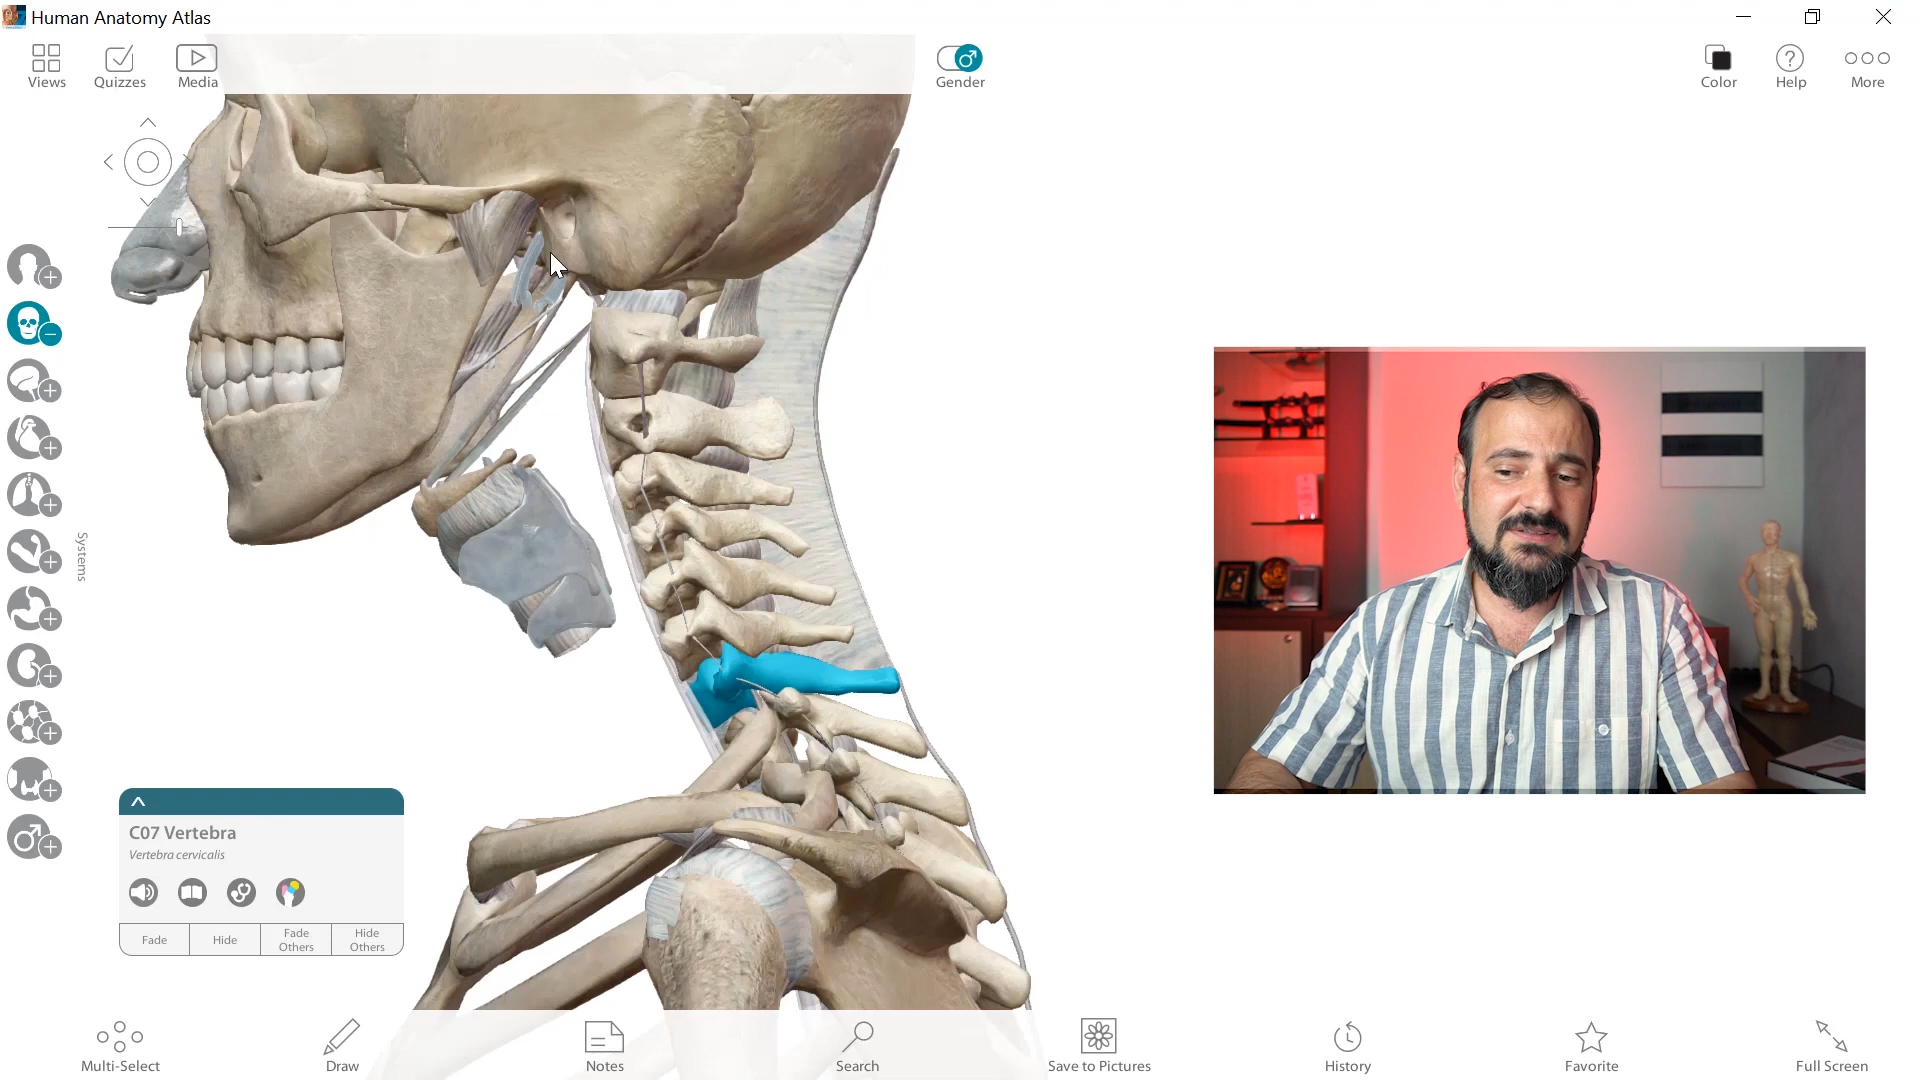 Human Anatomy Atlas
Views
Quizzes
Media
Gender
Color
Help
More
Systems
C07 Vertebra
Vertebra cervicalis
Fade
Hide
Fade Others
Hide Others
Multi-Select
Draw
Notes
Search
Save to Pictures
History
Favorite
Full Screen